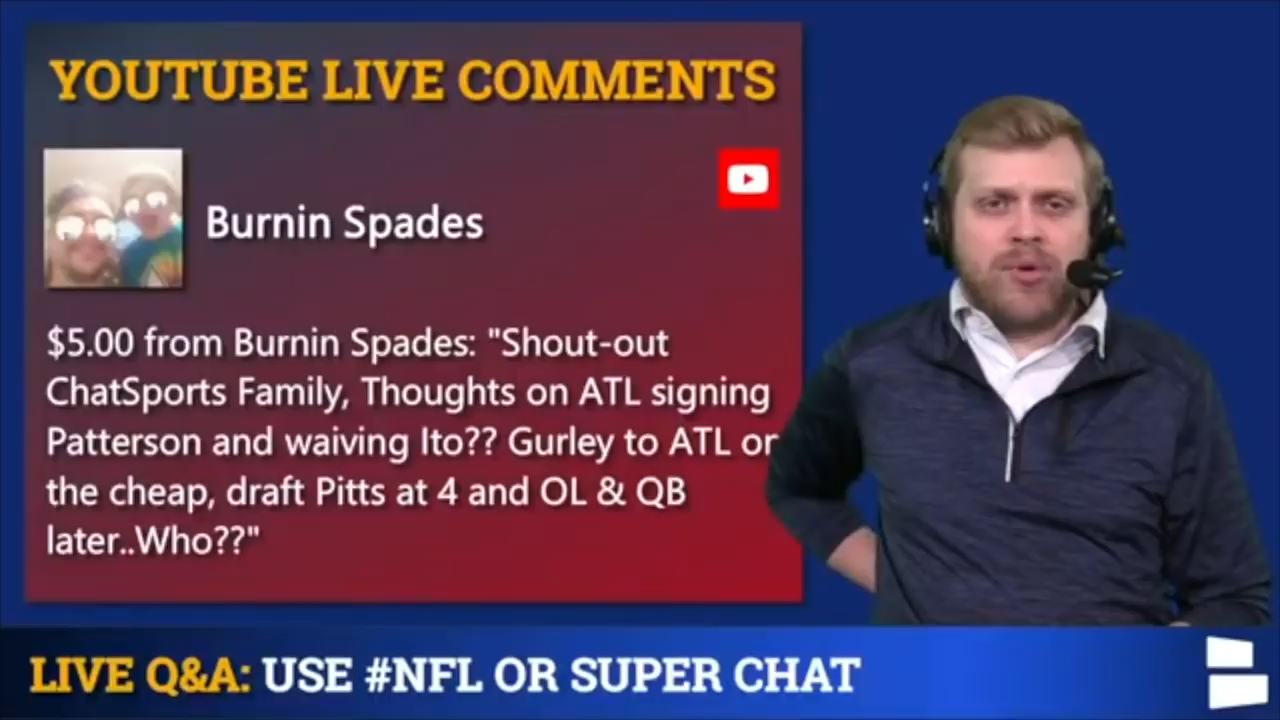 YOUTUBE LIVE COMMENTS
Burnin Spades
$5.00 from Burnin Spades: "Shout-out
ChatSports Family, Thoughts on ATL signing
Patterson and waiving Ito?? Gurley to ATL or
the cheap, draft Pitts at 4 and OL & QB
later..Who??"
LIVE Q&A: USE #NFL OR SUPER CHAT